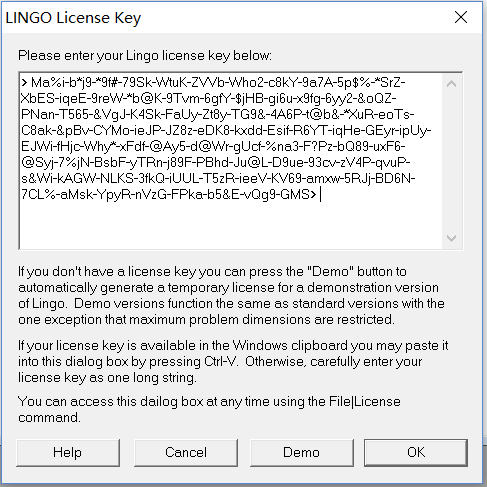 LINGO License Key
Please enter your Lingo license key below:
> Ma%i-b*j9-*9f#-79Sk-WtuK-ZVVb-Who2-c8kY-9a7A-5p$%-*SrZ-
XbES-iqeE-9reW-*b@K-9Tvm-6gfY-$jHB-gi6u-x9fg-6yy2-&oQZ-
PNan-T565-&VgJ-K4Sk-FaUy-Zt8y-TG9&-4A6P-t@b&-*XuR-eoTs-
C8ak-&pBv-CYMo-ieJP-JZ8z-eDK8-kxdd-Esif-R6YT-iqHe-GEyr-ipUy-
EJWi-fHjc-Why*-xFdf-@Ay5-d@Wr-gUcf-%na3-F?Pz-bQ89-uxF6-
@Syj-7%jN-BsbF-yTRn-j89F-PBhd-Ju@L-D9ue-93cv-zV4P-qvuP-
s&Wi-kAGW-NLKS-3fkQ-iUUL-T5zR-ieeV-KV69-amxw-5RJj-BD6N-
7CL%-aMsk-YpyR-nVzG-FPka-b5&E-vQg9-GMS>
If you don't have a license key you can press the "Demo" button to
automatically generate a temporary license for a demonstration version
of Lingo. Demo versions function the same as standard versions with the
one exception that maximum problem dimensions are restricted.
If your license key is available in the Windows clipboard you may paste it
into this dialog box by pressing Ctrl-V. Otherwise, carefully enter your
license key as one long string.
You can access this dailog box at any time using the File|License
command.
Help
Cancel
Demo
OK